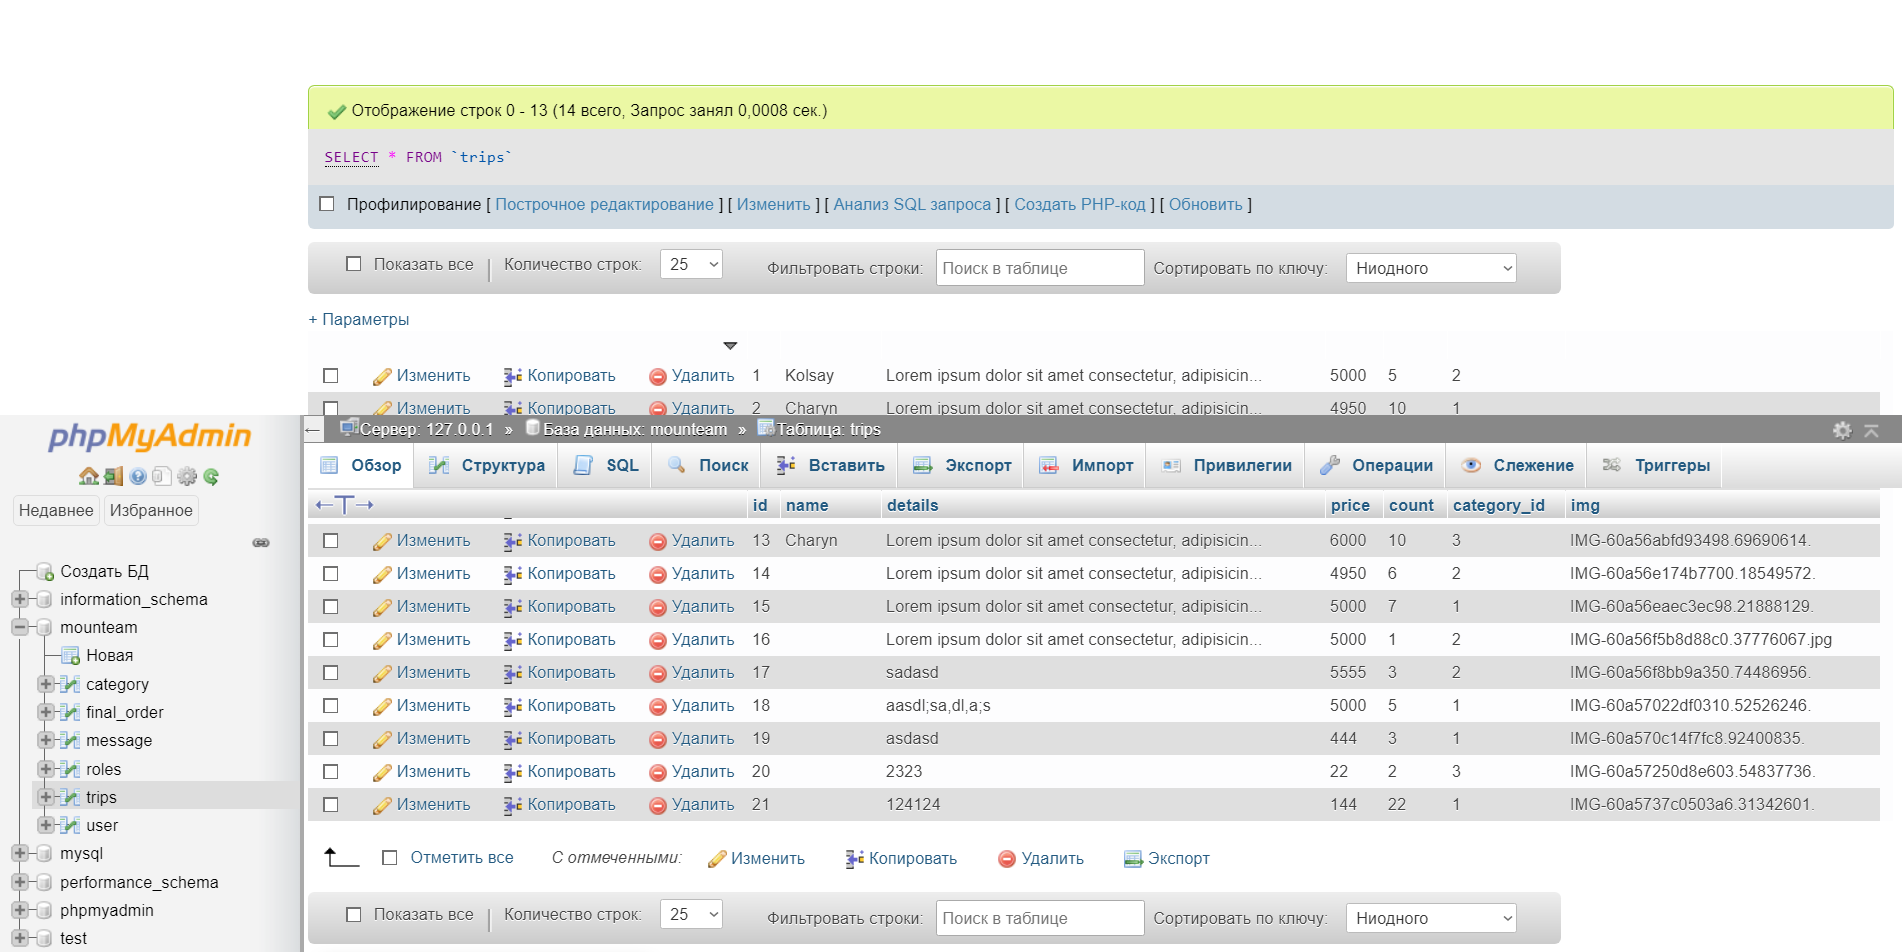 Отображение строк 0 - 13 (14 всего, Запрос занял 0,0008 сек.)
SELECT * FROM `trips`
Профилирование [ Построчное редактирование ] [ Изменить ] [ Анализ SQL запроса ] [ Создать PHP-код ] [ Обновить ]
Показать все Количество строк: 25 Фильтровать строки: Поиск в таблице Сортировать по ключу: Ниодного
+ Параметры
Изменить Копировать Удалить 1 Kolsay Lorem ipsum dolor sit amet consectetur, adipisicin... 5000 5 2
Изменить Копировать Удалить 2 Charyn Lorem ipsum dolor sit amet consectetur, adipisicin... 4950 10 1
phpMyAdmin
Недавнее Избранное
Создать БД
information_schema
mounteam
Новая
category
final_order
message
roles
trips
user
mysql
performance_schema
phpmyadmin
test
Сервер: 127.0.0.1 » База данных: mounteam » Таблица: trips
Обзор Структура SQL Поиск Вставить Экспорт Импорт Привилегии Операции Слежение Триггеры
←T→ id name details price count category_id img
Изменить Копировать Удалить 13 Charyn Lorem ipsum dolor sit amet consectetur, adipisicin... 6000 10 3 IMG-60a56abfd93498.69690614.
Изменить Копировать Удалить 14 Lorem ipsum dolor sit amet consectetur, adipisicin... 4950 6 2 IMG-60a56e174b7700.18549572.
Изменить Копировать Удалить 15 Lorem ipsum dolor sit amet consectetur, adipisicin... 5000 7 1 IMG-60a56eaec3ec98.21888129.
Изменить Копировать Удалить 16 Lorem ipsum dolor sit amet consectetur, adipisicin... 5000 1 2 IMG-60a56f5b8d88c0.37776067.jpg
Изменить Копировать Удалить 17 sadasd 5555 3 2 IMG-60a56f8bb9a350.74486956.
Изменить Копировать Удалить 18 aasdl;sa,dl,a;s 5000 5 1 IMG-60a57022df0310.52526246.
Изменить Копировать Удалить 19 asdasd 444 3 1 IMG-60a570c14f7fc8.92400835.
Изменить Копировать Удалить 20 2323 22 2 3 IMG-60a57250d8e603.54837736.
Изменить Копировать Удалить 21 124124 144 22 1 IMG-60a5737c0503a6.31342601.
Отметить все С отмеченными: Изменить Копировать Удалить Экспорт
Показать все Количество строк: 25 Фильтровать строки: Поиск в таблице Сортировать по ключу: Ниодного